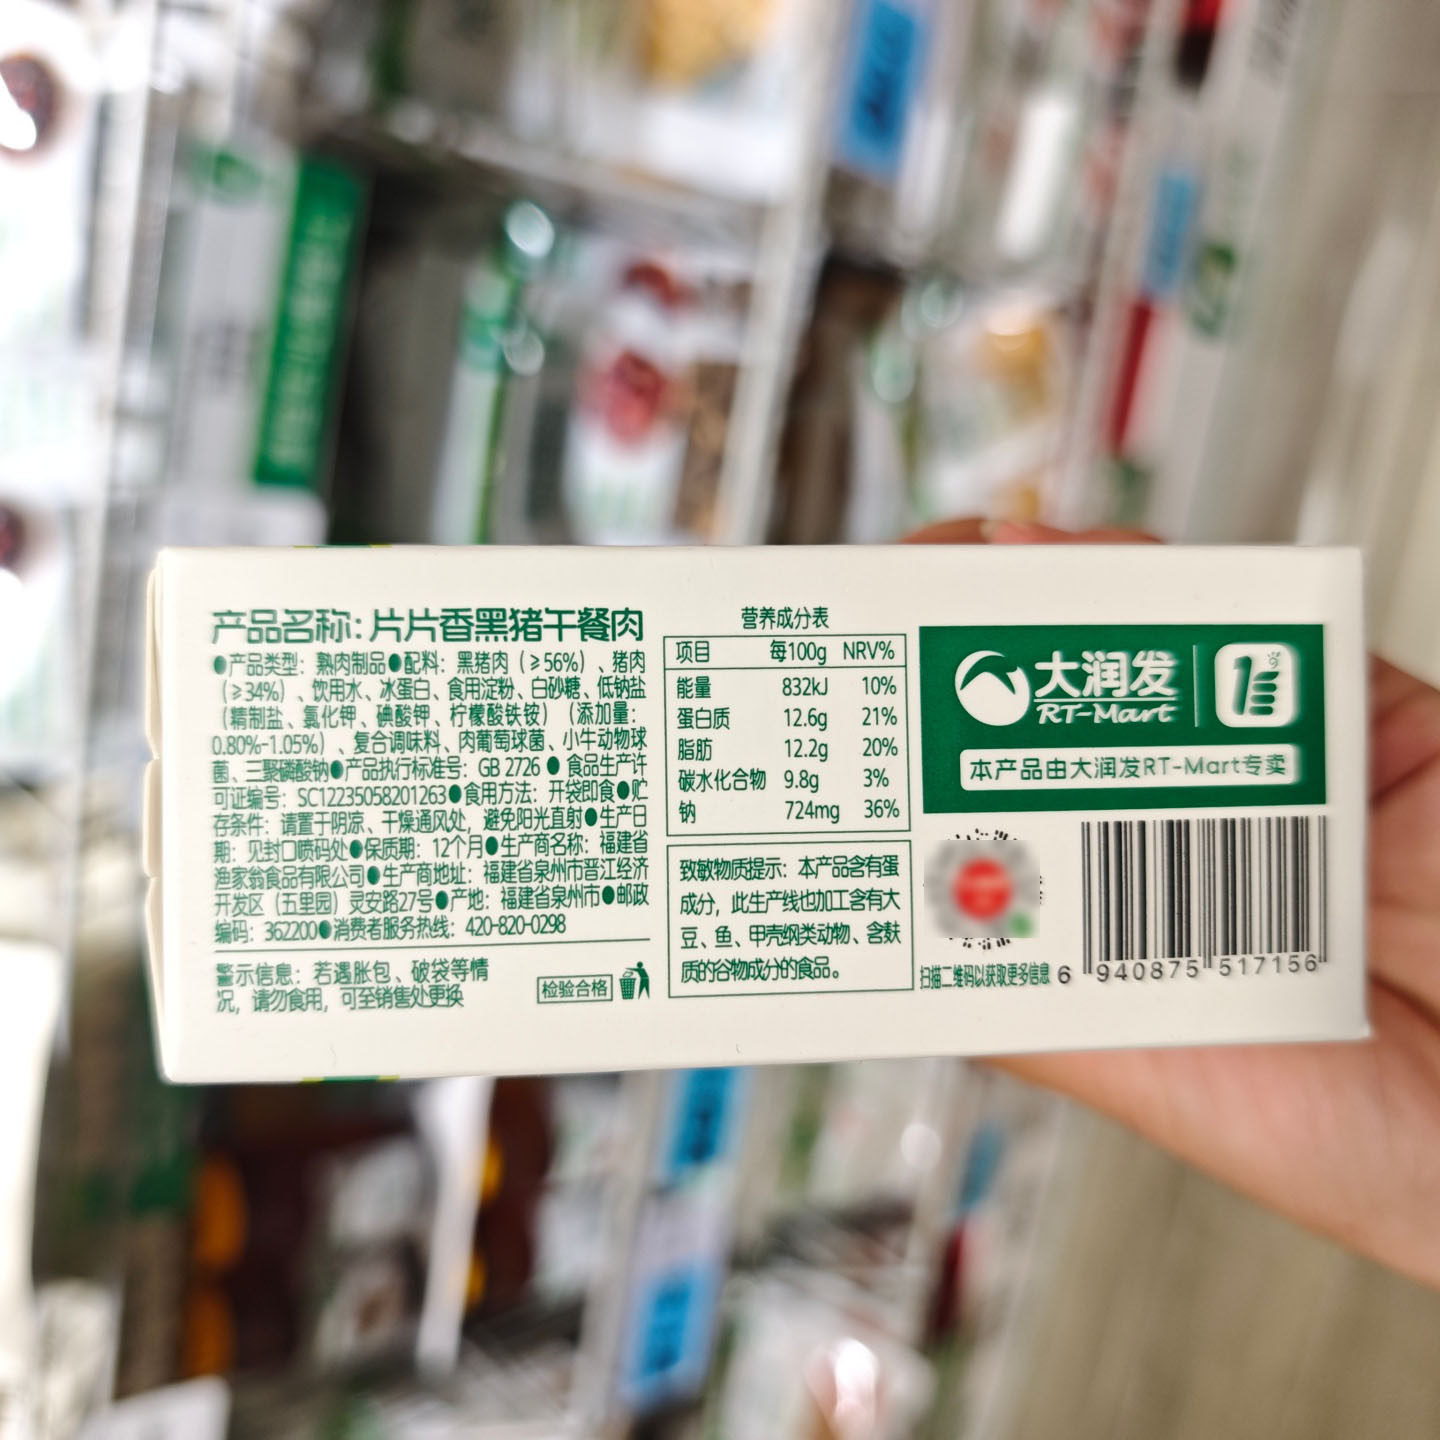 产品名称：片片香黑猪午餐肉
●产品类型：熟肉制品●配料：黑猪肉（≥56%）、猪肉
（≥34%）、饮用水、冰蛋白、食用淀粉、白砂糖、低钠盐
（精制盐、氯化钾、碘酸钾、柠檬酸铁铵）（添加量：
0.80%-1.05%）、复合调味料、肉葡萄球菌、小牛动物球
菌、三聚磷酸钠●产品执行标准号：GB 2726 ● 食品生产许
可证编号：SC12235058201263●食用方法：开袋即食●贮
存条件：请置于阴凉、干燥通风处，避免阳光直射●生产日
期：见封口喷码处●保质期：12个月●生产商名称：福建省
渔家翁食品有限公司●生产商地址：福建省泉州市晋江经济
开发区（五里园）灵安路27号●产地：福建省泉州市●邮政
编码：362200●消费者服务热线：420-820-0298
警示信息：若遇胀包、破袋等情
况，请勿食用，可至销售处更换
检验合格
营养成分表
项目 每100g NRV%
能量 832kJ 10%
蛋白质 12.6g 21%
脂肪 12.2g 20%
碳水化合物 9.8g 3%
钠 724mg 36%
致敏物质提示：本产品含有蛋
成分，此生产线也加工含有大
豆、鱼、甲壳纲类动物、含麸
质的谷物成分的食品。
大润发
RT-Mart
本产品由大润发RT-Mart专卖
扫描二维码以获取更多信息
6 940875 517156